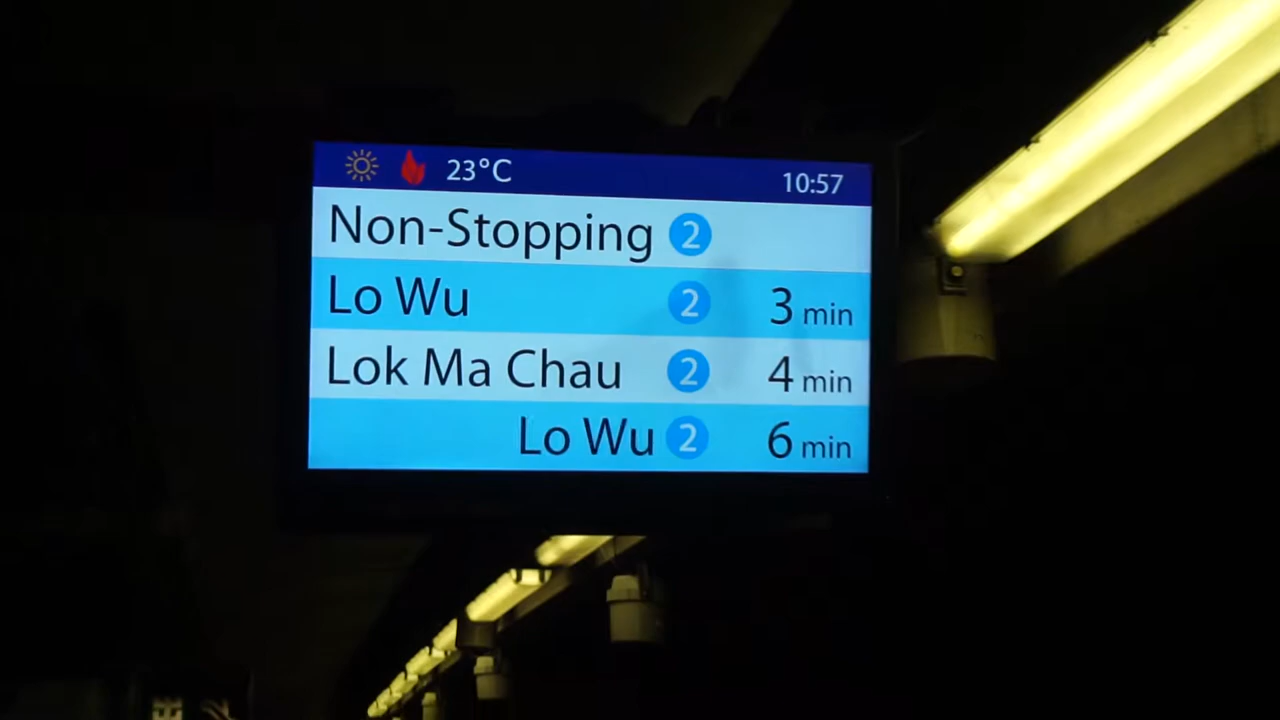 23°C 10:57
Non-Stopping 2
Lo Wu 2 3 min
Lok Ma Chau 2 4 min
Lo Wu 2 6 min